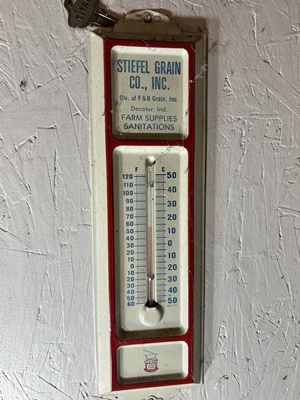 STIEFEL GRAIN
CO., INC.
Div. of F & B Grain, Inc.
Decatur, Ind.
FARM SUPPLIES
SANITATIONS
F C
120 50
110 40
100 30
90 20
80 10
70 0
60 10
50 20
40 30
30 40
20 50
10
0
10
20
30
40
50
60